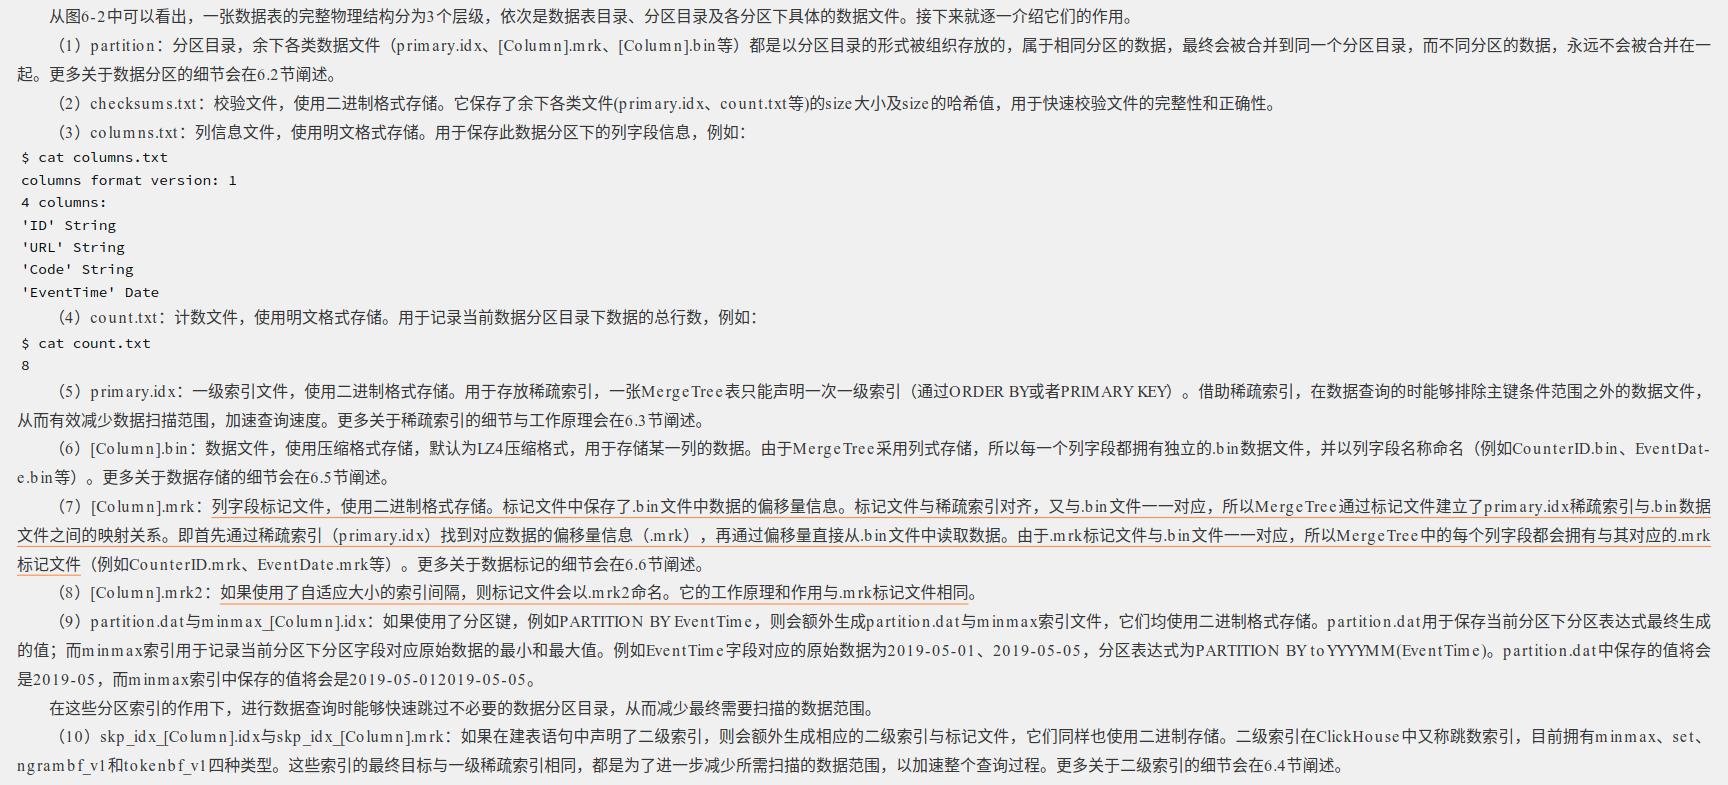 从图6-2中可以看出，一张数据表的完整物理结构分为3个层级，依次是数据表目录、分区目录及各分区下具体的数据文件。接下来就逐一介绍它们的作用。
（1）partition：分区目录，余下各类数据文件（primary.idx、[Column].mrk、[Column].bin等）都是以分区目录的形式被组织存放的，属于相同分区的数据，最终会被合并到同一个分区目录，而不同分区的数据，永远不会被合并在一
起。更多关于数据分区的细节会在6.2节阐述。
（2）checksums.txt：校验文件，使用二进制格式存储。它保存了余下各类文件(primary.idx、count.txt等)的size大小及size的哈希值，用于快速校验文件的完整性和正确性。
（3）columns.txt：列信息文件，使用明文格式存储。用于保存此数据分区下的列字段信息，例如：
$ cat columns.txt
columns format version: 1
4 columns:
'ID' String
'URL' String
'Code' String
'EventTime' Date
（4）count.txt：计数文件，使用明文格式存储。用于记录当前数据分区目录下数据的总行数，例如：
$ cat count.txt
8
（5）primary.idx：一级索引文件，使用二进制格式存储。用于存放稀疏索引，一张MergeTree表只能声明一次一级索引（通过ORDER BY或者PRIMARY KEY）。借助稀疏索引，在数据查询的时能够排除主键条件范围之外的数据文件，
从而有效减少数据扫描范围，加速查询速度。更多关于稀疏索引的细节与工作原理会在6.3节阐述。
（6）[Column].bin：数据文件，使用压缩格式存储，默认为LZ4压缩格式，用于存储某一列的数据。由于MergeTree采用列式存储，所以每一个列字段都拥有独立的.bin数据文件，并以列字段名称命名（例如CounterID.bin、EventDat-
e.bin等）。更多关于数据存储的细节会在6.5节阐述。
（7）[Column].mrk：列字段标记文件，使用二进制格式存储。标记文件中保存了.bin文件中数据的偏移量信息。标记文件与稀疏索引对齐，又与.bin文件一一对应，所以MergeTree通过标记文件建立了primary.idx稀疏索引与.bin数据
文件之间的映射关系。即首先通过稀疏索引（primary.idx）找到对应数据的偏移量信息（.mrk），再通过偏移量直接从.bin文件中读取数据。由于.mrk标记文件与.bin文件一一对应，所以MergeTree中的每个列字段都会拥有与其对应的.mrk
标记文件（例如CounterID.mrk、EventDate.mrk等）。更多关于数据标记的细节会在6.6节阐述。
（8）[Column].mrk2：如果使用了自适应大小的索引间隔，则标记文件会以.mrk2命名。它的工作原理和作用与.mrk标记文件相同。
（9）partition.dat与minmax_[Column].idx：如果使用了分区键，例如PARTITION BY EventTime，则会额外生成partition.dat与minmax索引文件，它们均使用二进制格式存储。partition.dat用于保存当前分区下分区表达式最终生成
的值；而minmax索引用于记录当前分区下分区字段对应原始数据的最小和最大值。例如EventTime字段对应的原始数据为2019-05-01、2019-05-05，分区表达式为PARTITION BY toYYYYMM(EventTime)。partition.dat中保存的值将会
是2019-05，而minmax索引中保存的值将会是2019-05-012019-05-05。
在这些分区索引的作用下，进行数据查询时能够快速跳过不必要的数据分区目录，从而减少最终需要扫描的数据范围。
（10）skp_idx_[Column].idx与skp_idx_[Column].mrk：如果在建表语句中声明了二级索引，则会额外生成相应的二级索引与标记文件，它们同样也使用二进制存储。二级索引在ClickHouse中又称跳数索引，目前拥有minmax、set、
ngrambf_v1和tokenbf_v1四种类型。这些索引的最终目标与一级稀疏索引相同，都是为了进一步减少所需扫描的数据范围，以加速整个查询过程。更多关于二级索引的细节会在6.4节阐述。